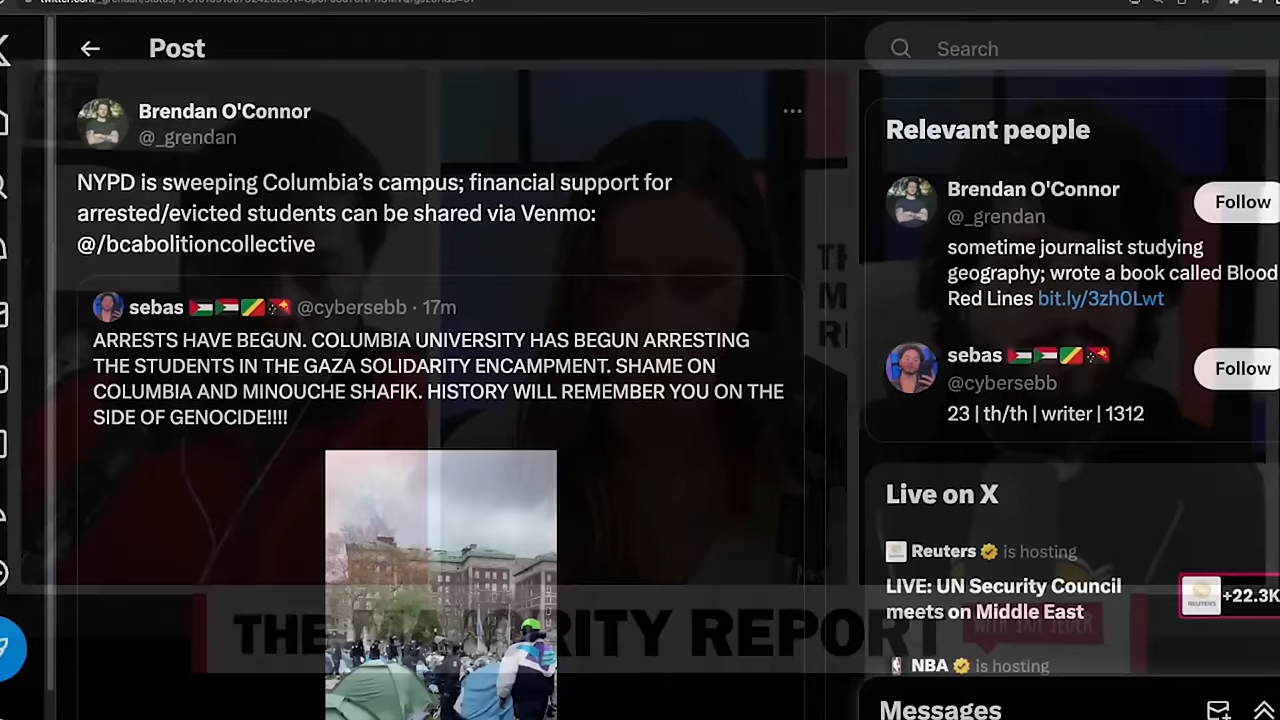 Post
Search
Brendan O'Connor
@_grendan
NYPD is sweeping Columbia's campus; financial support for
arrested/evicted students can be shared via Venmo:
@/bcabolitioncollective
sebas @cybersebb · 17m
ARRESTS HAVE BEGUN. COLUMBIA UNIVERSITY HAS BEGUN ARRESTING
THE STUDENTS IN THE GAZA SOLIDARITY ENCAMPMENT. SHAME ON
COLUMBIA AND MINOUCHE SHAFIK. HISTORY WILL REMEMBER YOU ON THE
SIDE OF GENOCIDE!!!!
Relevant people
Brendan O'Connor
Follow
@_grendan
sometime journalist studying
geography; wrote a book called Blood
Red Lines bit.ly/3zh0Lwt
sebas
Follow
@cybersebb
23 | th/th | writer | 1312
Live on X
Reuters is hosting
LIVE: UN Security Council
meets on Middle East
REUTERS
+22.3K
NBA is hosting
Messages
THE MAJORITY REPORT
WITH SAM SEDER